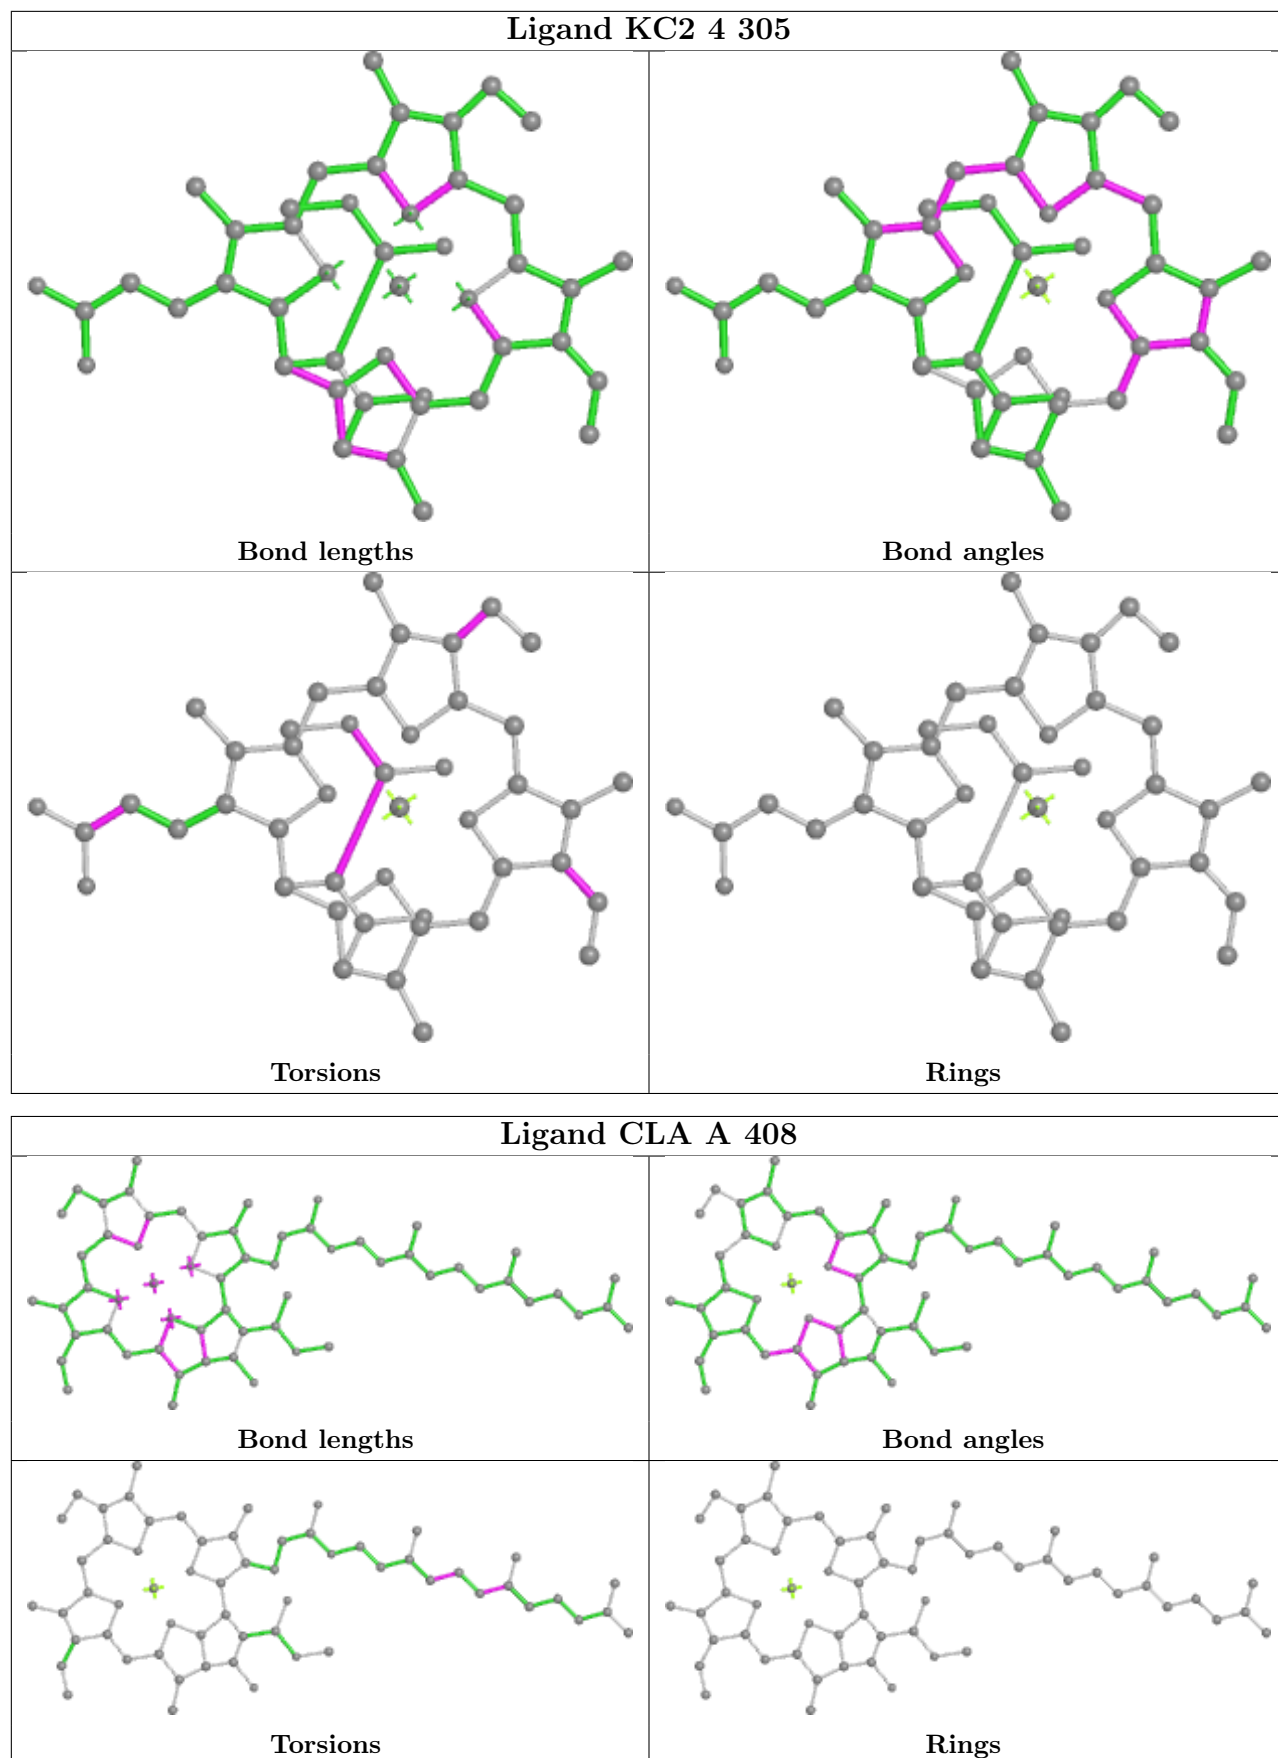 Ligand KC2 4 305
Bond lengths
Bond angles
Torsions
Rings
Ligand CLA A 408
Bond lengths
Bond angles
Torsions
Rings